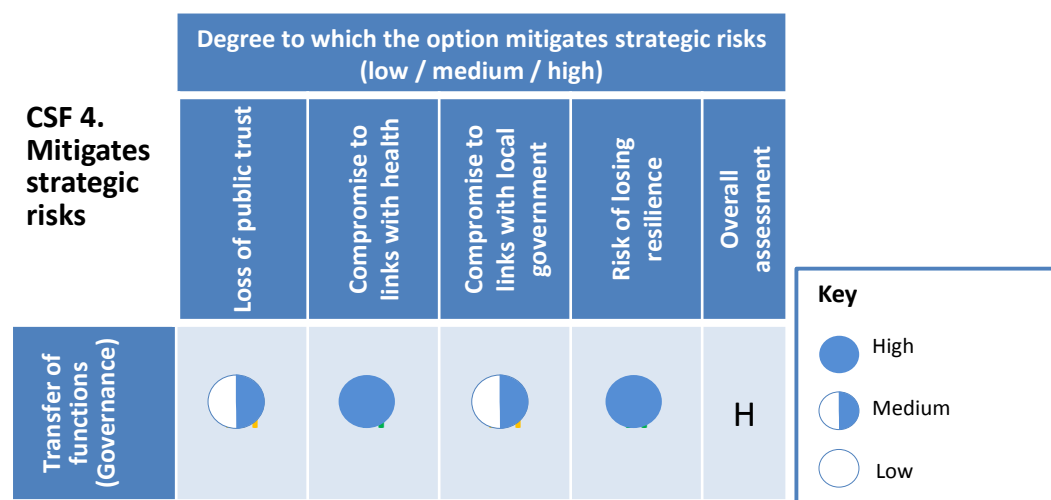 Degree to which the option mitigates strategic risks
(low / medium / high)
CSF 4.
Mitigates
strategic
risks
Loss of public trust
Compromise to
links with health
Compromise to
links with local
government
Risk of losing
resilience
Overall
assessment
Transfer of
functions
(Governance)
H
Key
High
Medium
Low